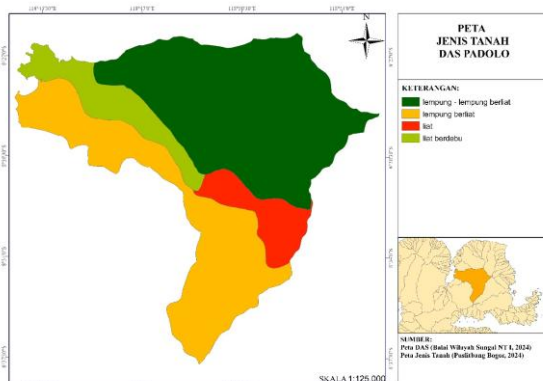 N
PETA
JENIS TANAH
DAS PADOLO
KETERANGAN:
lempung - lempung berliat
lempung berliat
liat
liat berdebu
SUMBER:
Peta DAS (Balai Wilayah Sungai NT I, 2024)
Peta Jenis Tanah (Puslitbang Bogor, 2024)
SKALA 1:125.000